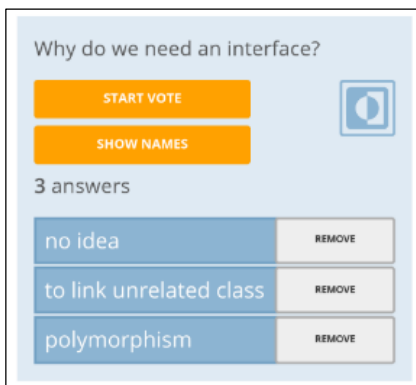 Why do we need an interface?
START VOTE
SHOW NAMES
3 answers
no idea REMOVE
to link unrelated class REMOVE
polymorphism REMOVE